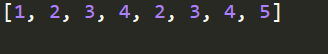 [1, 2, 3, 4, 2, 3, 4, 5]